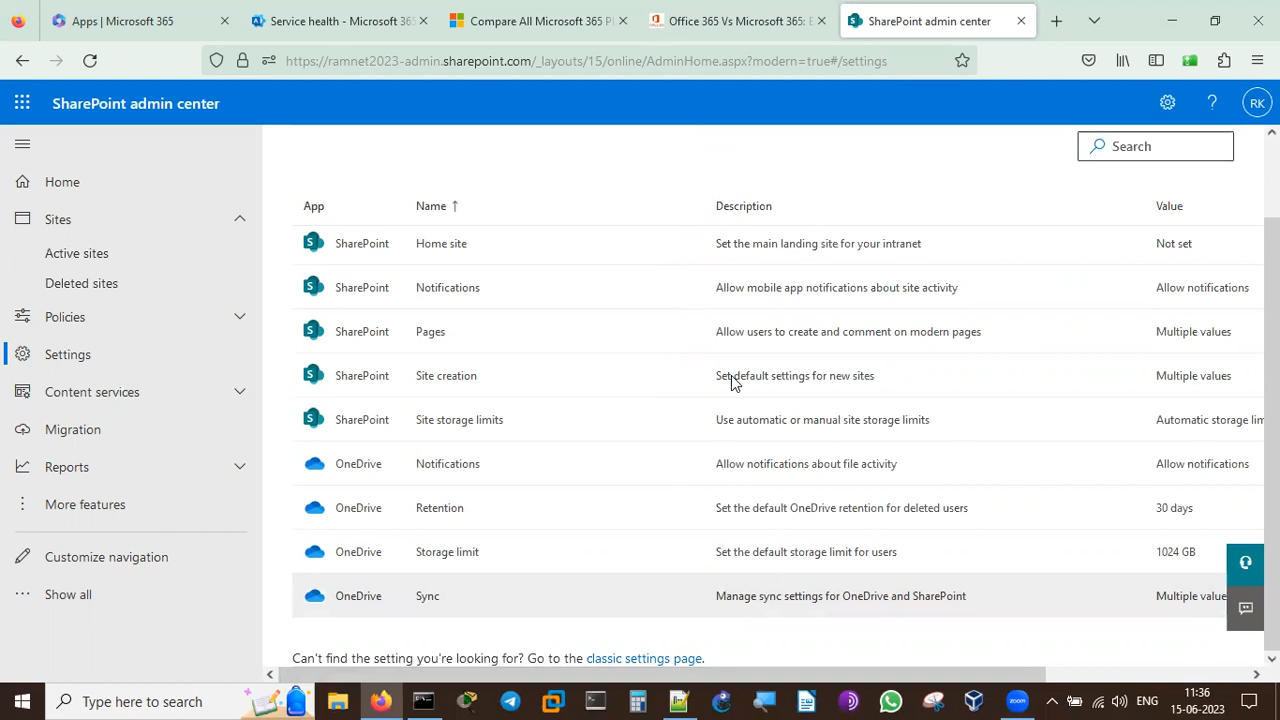 Apps | Microsoft 365
Service health - Microsoft 365
Compare All Microsoft 365 Pl
Office 365 Vs Microsoft 365: E
SharePoint admin center
https://ramnet2023-admin.sharepoint.com/_layouts/15/online/AdminHome.aspx?modern=true#/settings
SharePoint admin center
RK
Search
Home
Sites
Active sites
Deleted sites
Policies
Settings
Content services
Migration
Reports
More features
Customize navigation
Show all
App Name ↑ Description Value
SharePoint Home site Set the main landing site for your intranet Not set
SharePoint Notifications Allow mobile app notifications about site activity Allow notifications
SharePoint Pages Allow users to create and comment on modern pages Multiple values
SharePoint Site creation Set default settings for new sites Multiple values
SharePoint Site storage limits Use automatic or manual site storage limits Automatic storage lim
OneDrive Notifications Allow notifications about file activity Allow notifications
OneDrive Retention Set the default OneDrive retention for deleted users 30 days
OneDrive Storage limit Set the default storage limit for users 1024 GB
OneDrive Sync Manage sync settings for OneDrive and SharePoint Multiple value
Can't find the setting you're looking for? Go to the classic settings page.
Type here to search
ENG
11:36
15-06-2023